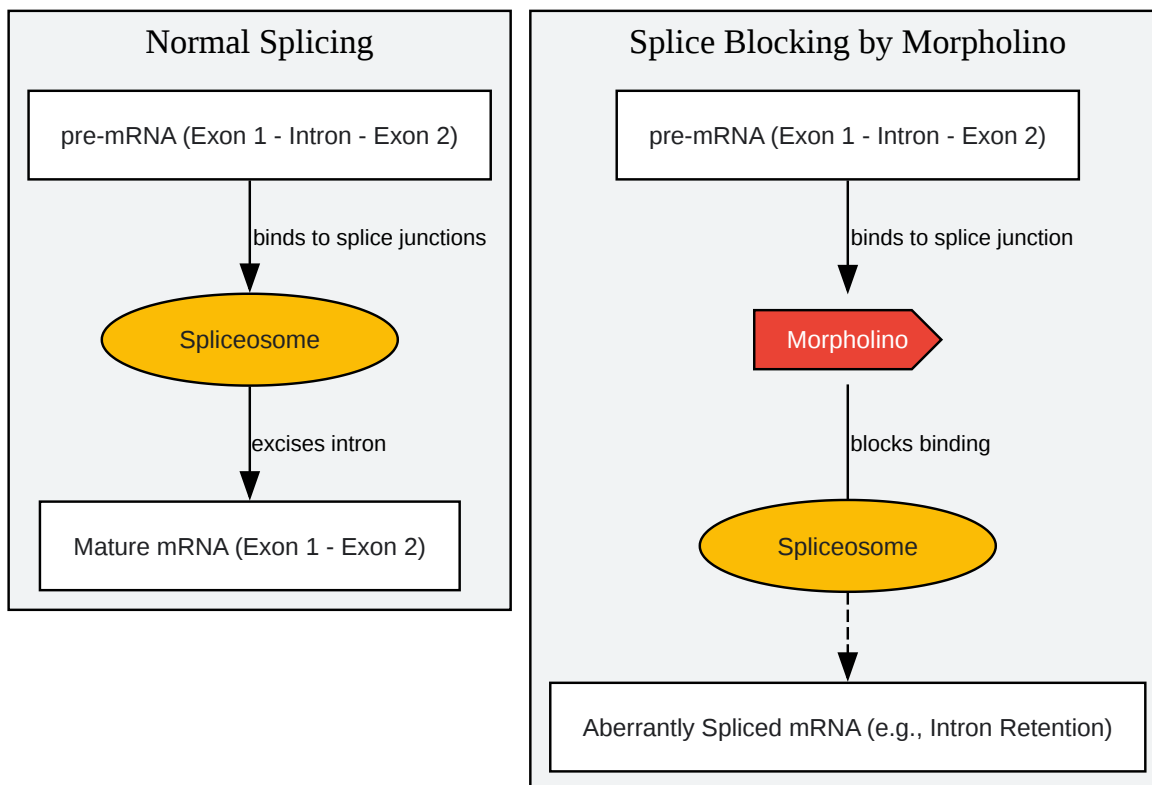 Normal Splicing
pre-mRNA (Exon 1 - Intron - Exon 2)
binds to splice junctions
Spliceosome
excises intron
Mature mRNA (Exon 1 - Exon 2)
Splice Blocking by Morpholino
pre-mRNA (Exon 1 - Intron - Exon 2)
binds to splice junction
Morpholino
blocks binding
Spliceosome
Aberrantly Spliced mRNA (e.g., Intron Retention)